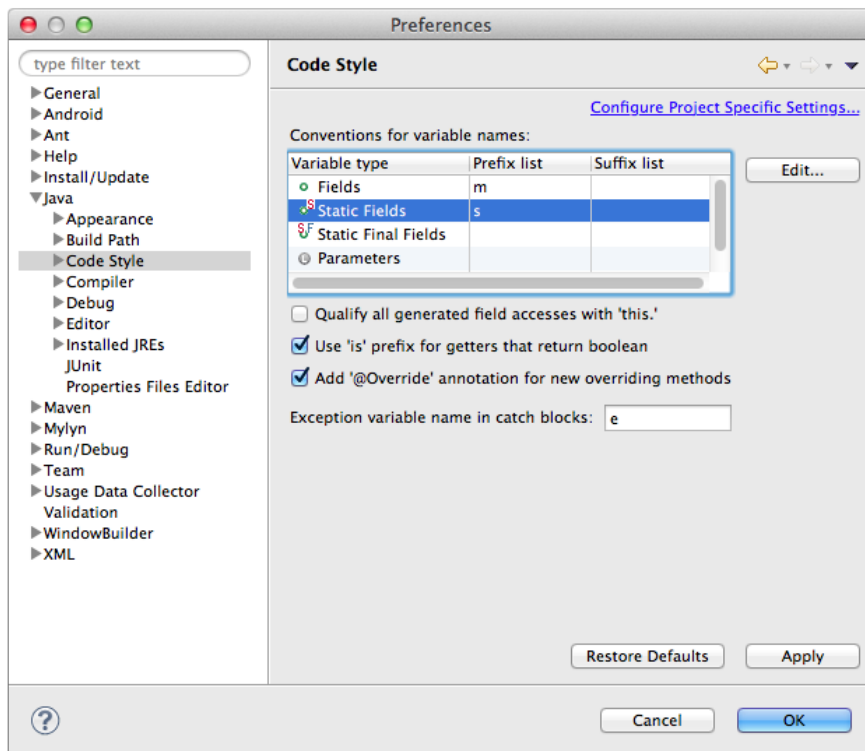 Preferences
type filter text
General
Android
Ant
Help
Install/Update
Java
Appearance
Build Path
Code Style
Compiler
Debug
Editor
Installed JREs
JUnit
Properties Files Editor
Maven
Mylyn
Run/Debug
Team
Usage Data Collector
Validation
WindowBuilder
XML
Code Style
Configure Project Specific Settings...
Conventions for variable names:
Variable type Prefix list Suffix list
Fields m
S Static Fields s
S F Static Final Fields
L Parameters
Edit...
Qualify all generated field accesses with 'this.'
Use 'is' prefix for getters that return boolean
Add '@Override' annotation for new overriding methods
Exception variable name in catch blocks: e
Restore Defaults Apply
? Cancel OK